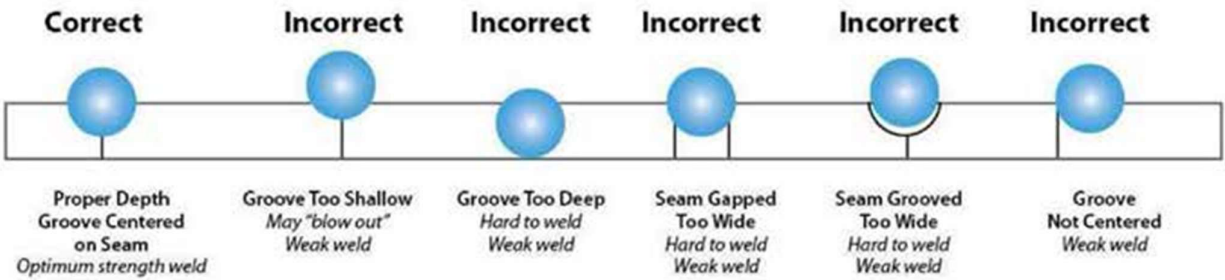 Correct
Incorrect
Incorrect
Incorrect
Incorrect
Incorrect
Proper Depth
Groove Centered
on Seam
Optimum strength weld
Groove Too Shallow
May "blow out"
Weak weld
Groove Too Deep
Hard to weld
Weak weld
Seam Gapped
Too Wide
Hard to weld
Weak weld
Seam Grooved
Too Wide
Hard to weld
Weak weld
Groove
Not Centered
Weak weld